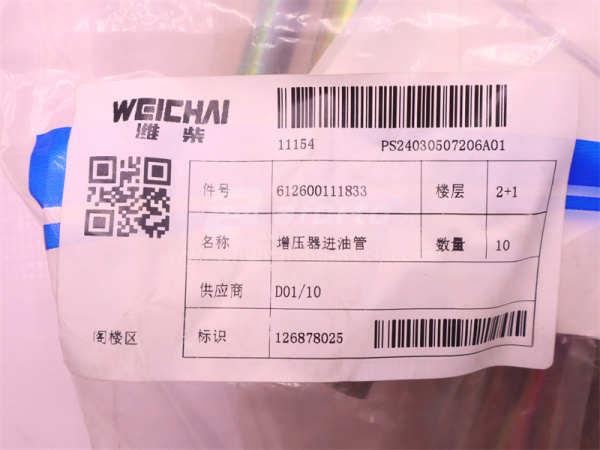 WEICHAI
潍柴
11154 PS24030507206A01
件号 612600111833 楼层 2+1
名称 增压器进油管 数量 10
供应商 D01/10
阁楼区 标识 126878025